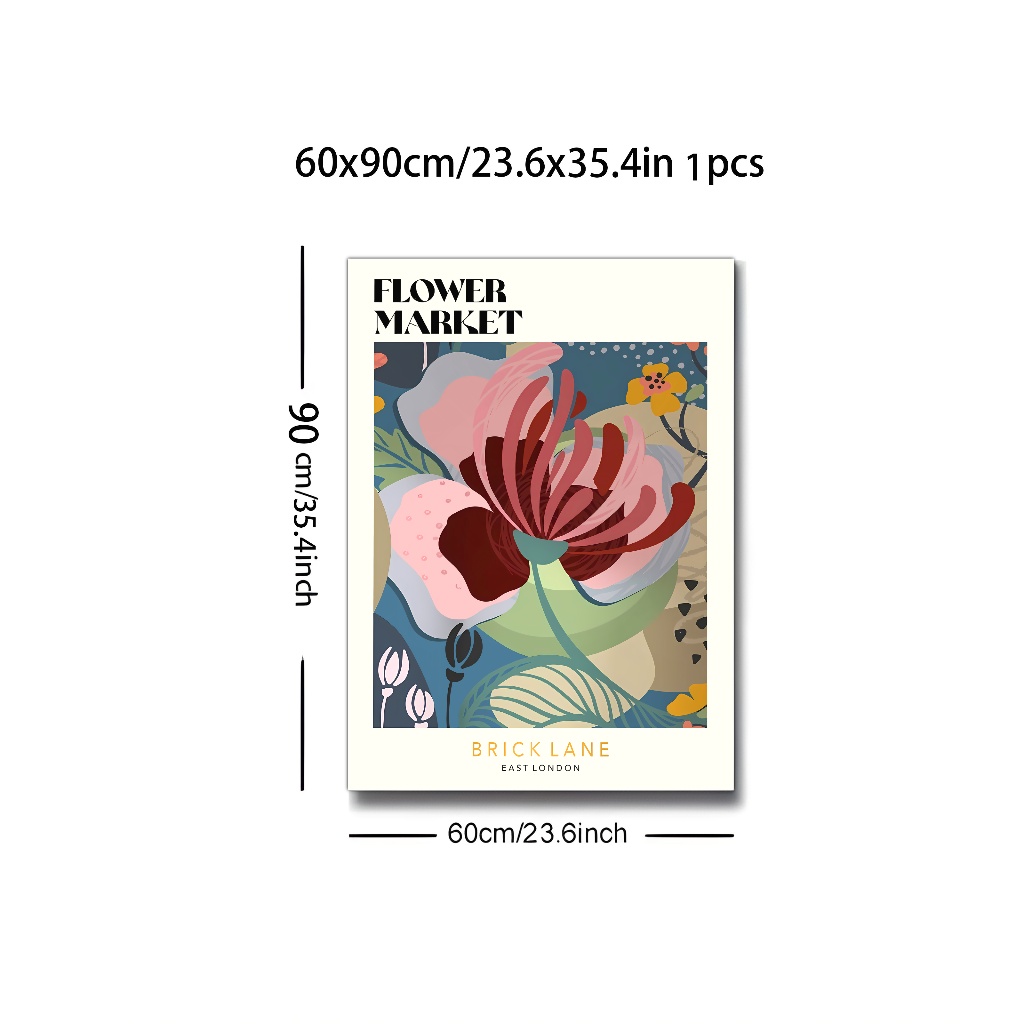 60x90cm/23.6x35.4in 1pcs
FLOWER
MARKET
90 cm/35.4inch
BRICK LANE
EAST LONDON
60cm/23.6inch